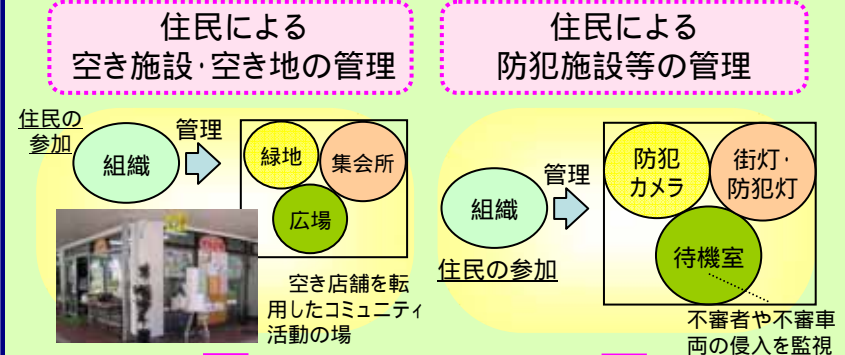 住民による
空き施設･空き地の管理
住民の
参加
組織
管理
緑地
集会所
広場
空き店舗を転
用したコミュニティ
活動の場
住民による
防犯施設等の管理
組織
住民の参加
管理
防犯
カメラ
街灯･
防犯灯
待機室
不審者や不審車
両の侵入を監視